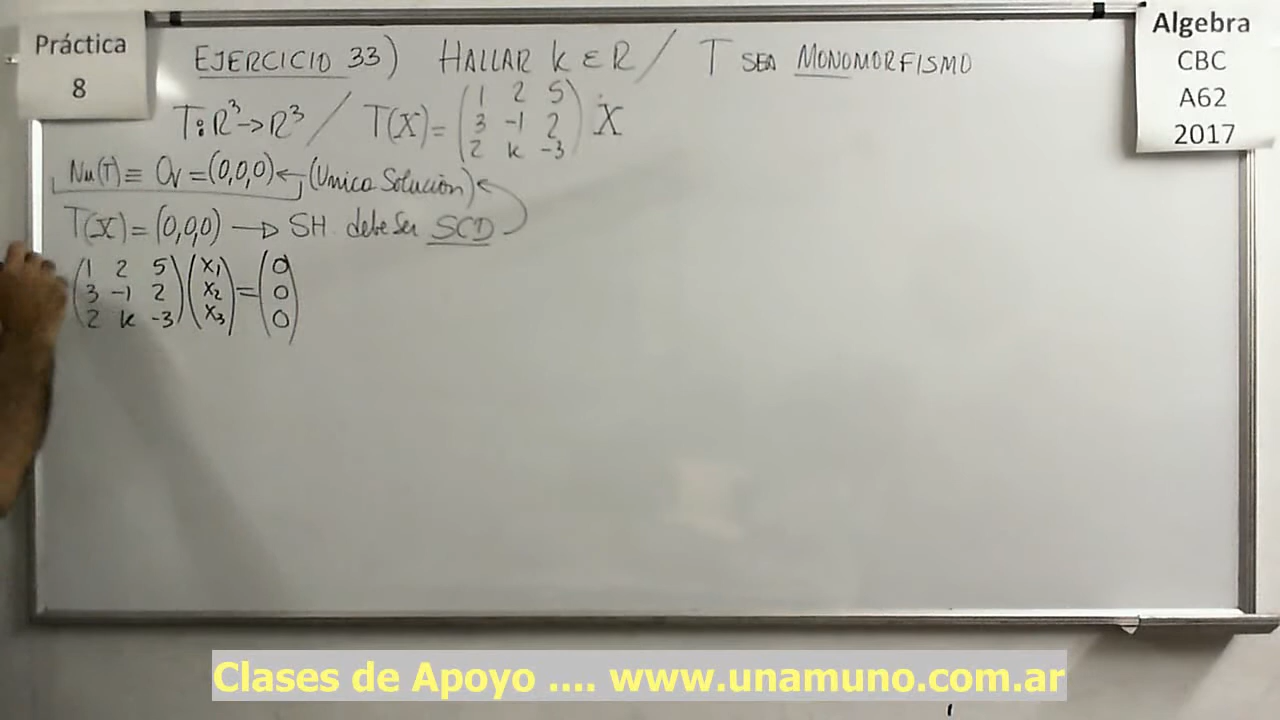 Práctica
8
Algebra
CBC
A62
2017
EJERCICIO 33) HALLAR K ∈ R / T SEA MONOMORFISMO
T: R³ → R³ / T(X) = ( 1 2 5 ) . X
3 -1 2
2 k -3
Nu(T) ≡ Ov = (0,0,0) ← (Unica Solución)
T(X) = (0,0,0) → SH debe ser SCD
( 1 2 5 ) ( X1 ) = ( 0 )
3 -1 2 X2 0
2 k -3 X3 0
Clases de Apoyo .... www.unamuno.com.ar